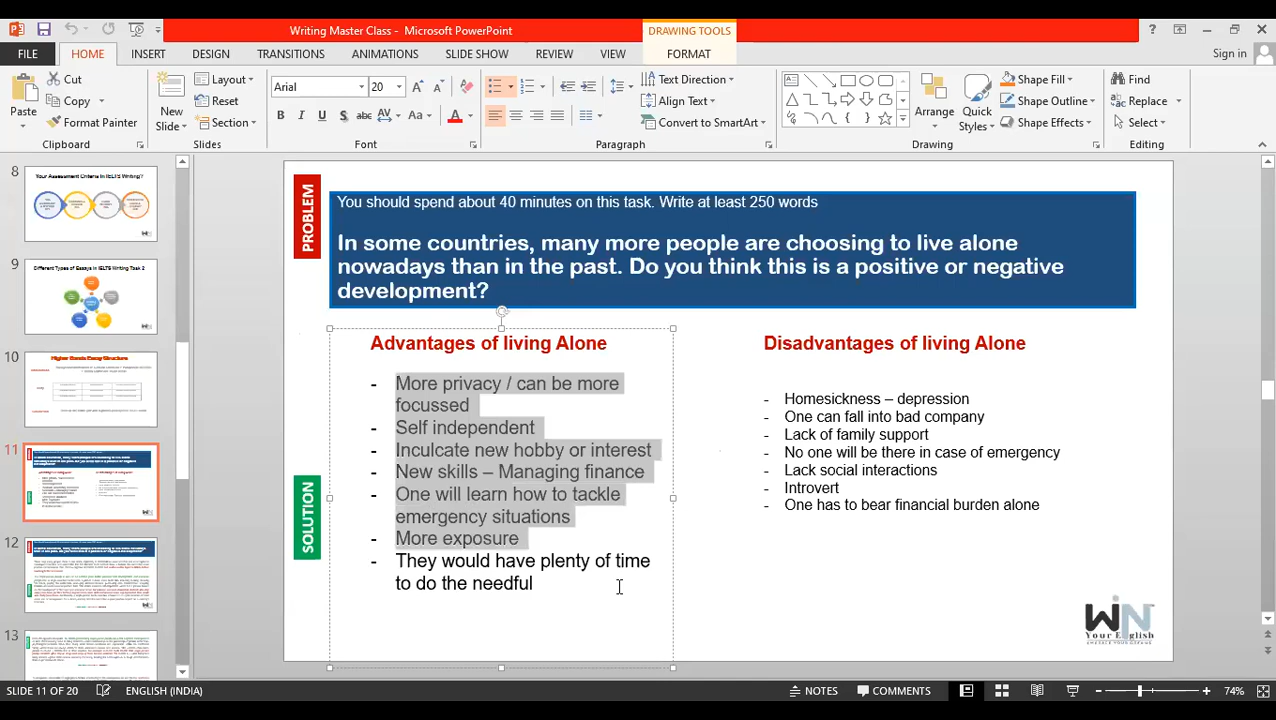 Writing Master Class - Microsoft PowerPoint
DRAWING TOOLS
FILE
HOME
INSERT
DESIGN
TRANSITIONS
ANIMATIONS
SLIDE SHOW
REVIEW
VIEW
FORMAT
Sign in
Paste
Cut
Copy
Format Painter
Clipboard
New
Slide
Layout
Reset
Section
Slides
Arial
20
Font
Text Direction
Align Text
Convert to SmartArt
Paragraph
Arrange
Quick
Styles
Shape Fill
Shape Outline
Shape Effects
Drawing
Find
Replace
Select
Editing
8
Your Assessment Criteria in IELTS Writing?
9
Different Types of Essays in IELTS Writing Task 2
10
Higher Bands Essay Structure
11
12
13
PROBLEM
You should spend about 40 minutes on this task. Write at least 250 words
In some countries, many more people are choosing to live alone
nowadays than in the past. Do you think this is a positive or negative
development?
SOLUTION
Advantages of living Alone
- More privacy / can be more
focussed
- Self independent
- Inculcate new hobby or interest
- New skills – Managing finance
- One will learn how to tackle
emergency situations
- More exposure
- They would have plenty of time
to do the needful
Disadvantages of living Alone
- Homesickness – depression
- One can fall into bad company
- Lack of family support
- No one will be there in case of emergency
- Lack social interactions
- Introvert
- One has to bear financial burden alone
WIN
Your English
SLIDE 11 OF 20
ENGLISH (INDIA)
NOTES
COMMENTS
74%